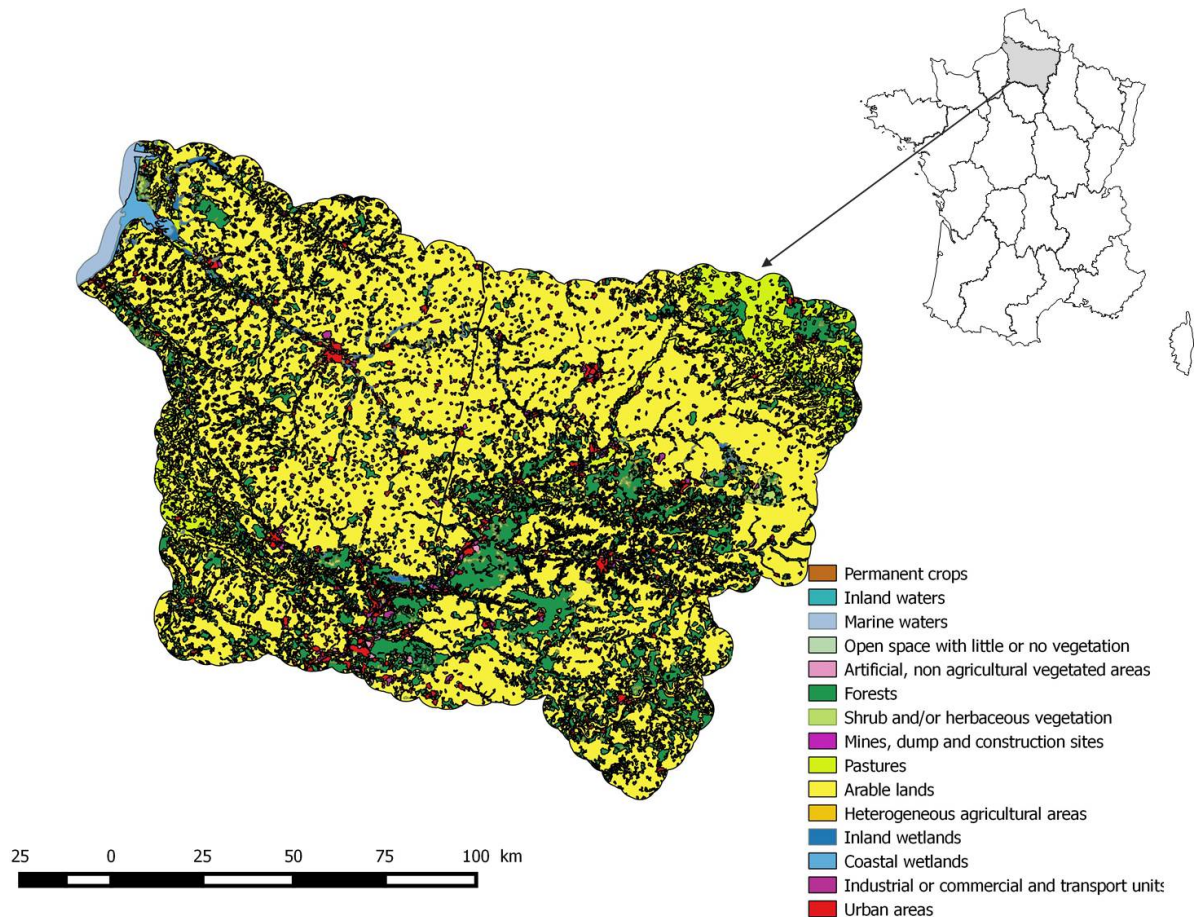 Permanent crops
Inland waters
Marine waters
Open space with little or no vegetation
Artificial, non agricultural vegetated areas
Forests
Shrub and/or herbaceous vegetation
Mines, dump and construction sites
Pastures
Arable lands
Heterogeneous agricultural areas
Inland wetlands
Coastal wetlands
Industrial or commercial and transport units
Urban areas
25 0 25 50 75 100 km